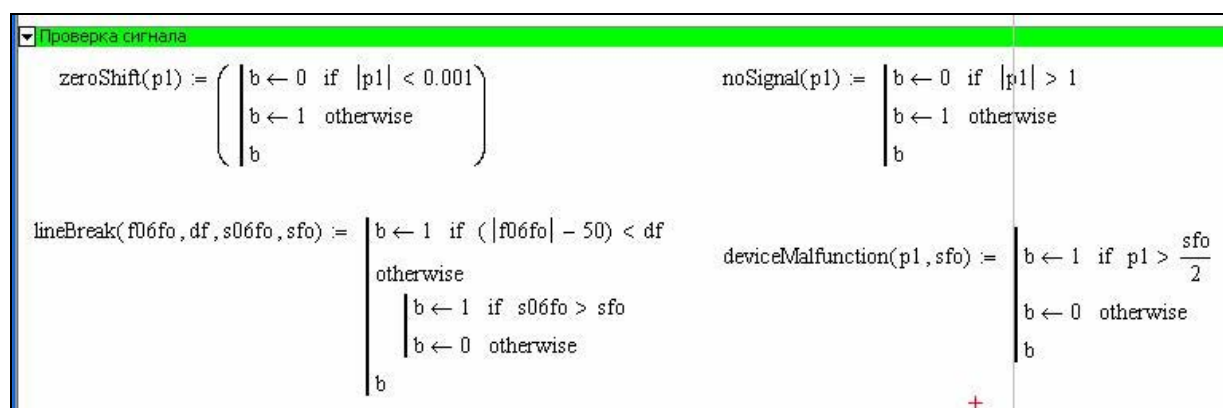 Проверка сигнала
zeroShift(p1) := ( b ← 0 if |p1| < 0.001
b ← 1 otherwise
b )
noSignal(p1) := b ← 0 if |p1| > 1
b ← 1 otherwise
b
lineBreak(f06fo, df, s06fo, sfo) := b ← 1 if (|f06fo| - 50) < df
otherwise
b ← 1 if s06fo > sfo
b ← 0 otherwise
b
deviceMalfunction(p1, sfo) := b ← 1 if p1 > sfo/2
b ← 0 otherwise
b